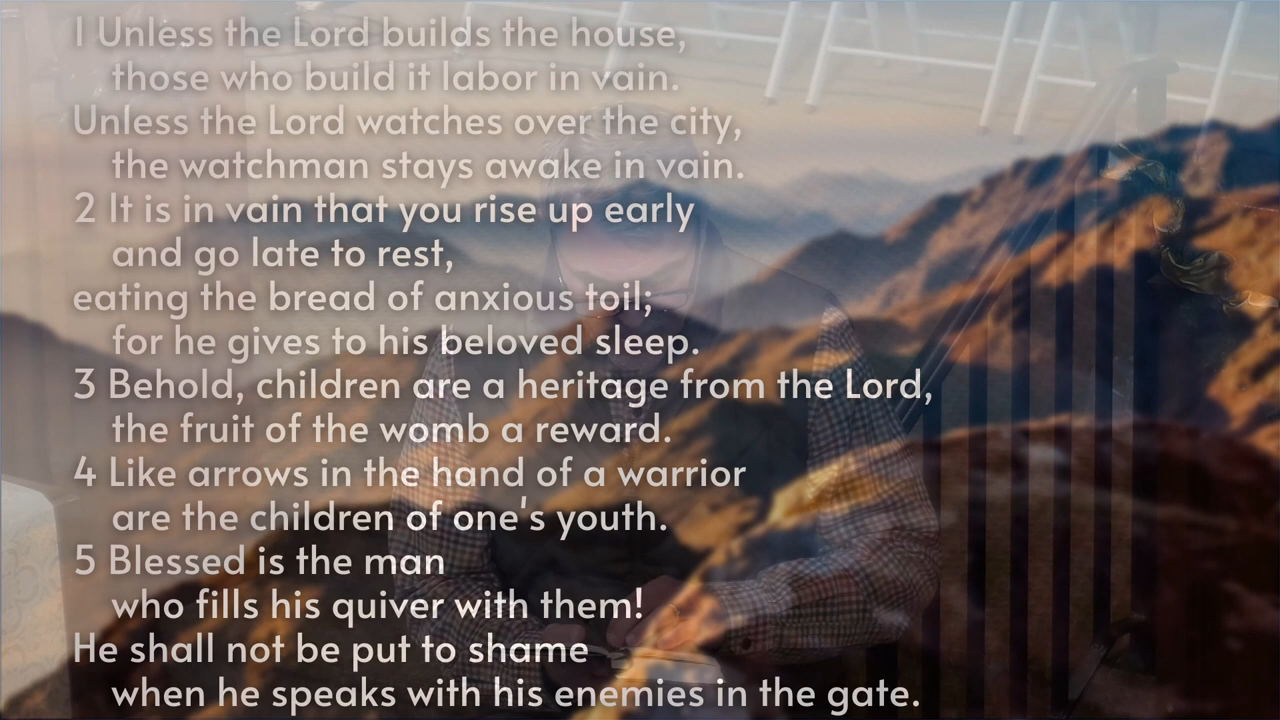 1 Unless the Lord builds the house,
those who build it labor in vain.
Unless the Lord watches over the city,
the watchman stays awake in vain.
2 It is in vain that you rise up early
and go late to rest,
eating the bread of anxious toil;
for he gives to his beloved sleep.
3 Behold, children are a heritage from the Lord,
the fruit of the womb a reward.
4 Like arrows in the hand of a warrior
are the children of one's youth.
5 Blessed is the man
who fills his quiver with them!
He shall not be put to shame
when he speaks with his enemies in the gate.